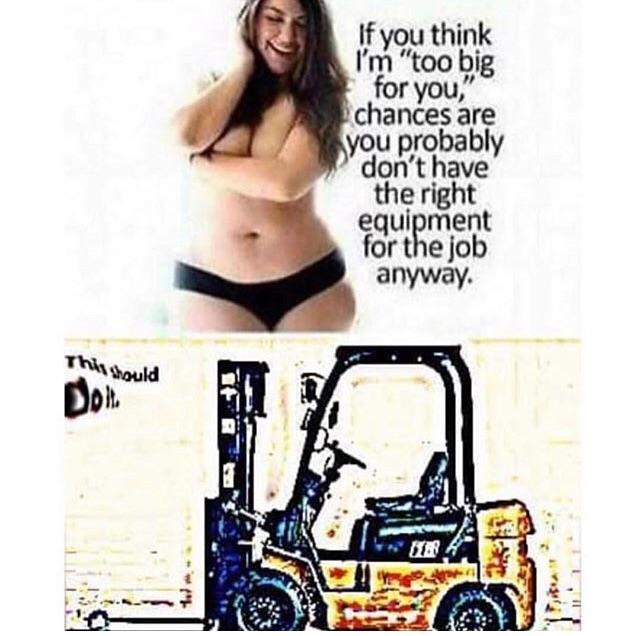 If you think
I'm "too big
for you,"
chances are
you probably
don't have
the right
equipment
for the job
anyway.
This should
Do it.